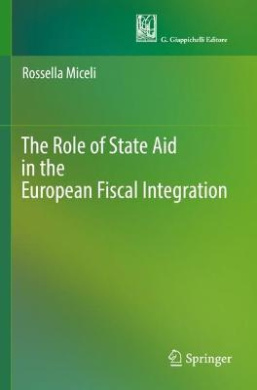 G. Giappichelli Editore
Rossella Miceli
The Role of State Aid
in the
European Fiscal Integration
Springer